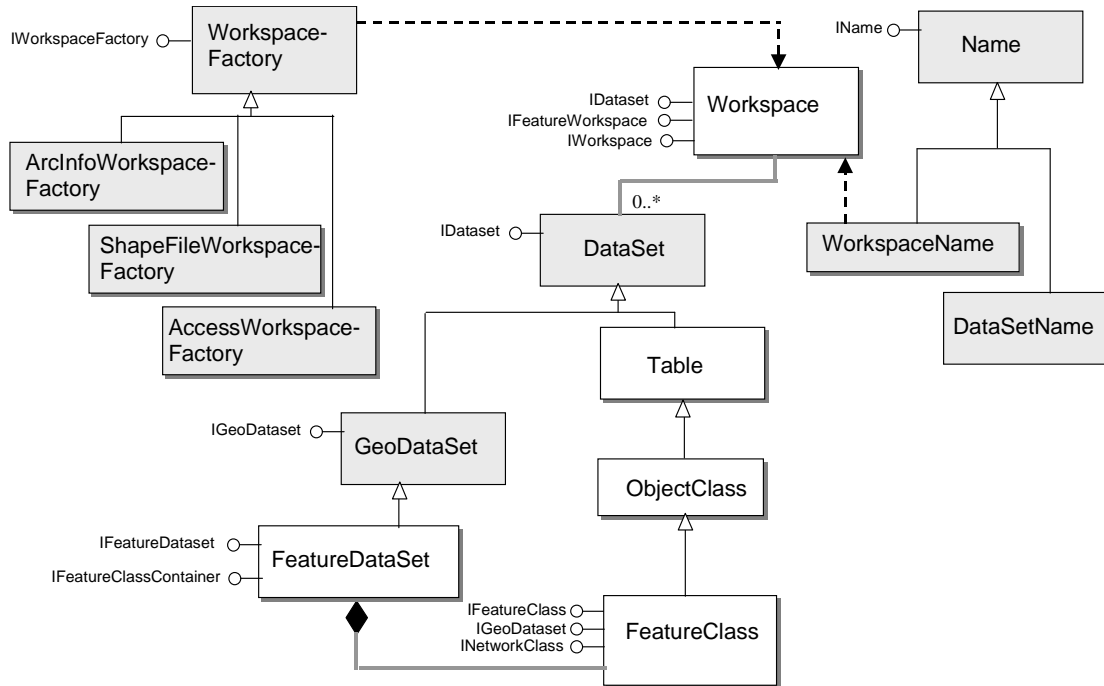 IWorkspaceFactory
Workspace-
Factory
IName
Name
IDataset
IFeatureWorkspace
IWorkspace
Workspace
ArcInfoWorkspace-
Factory
0..*
IDataset
DataSet
ShapeFileWorkspace-
Factory
WorkspaceName
AccessWorkspace-
Factory
DataSetName
Table
IGeoDataset
GeoDataSet
ObjectClass
IFeatureDataset
IFeatureClassContainer
FeatureDataSet
IFeatureClass
IGeoDataset
INetworkClass
FeatureClass